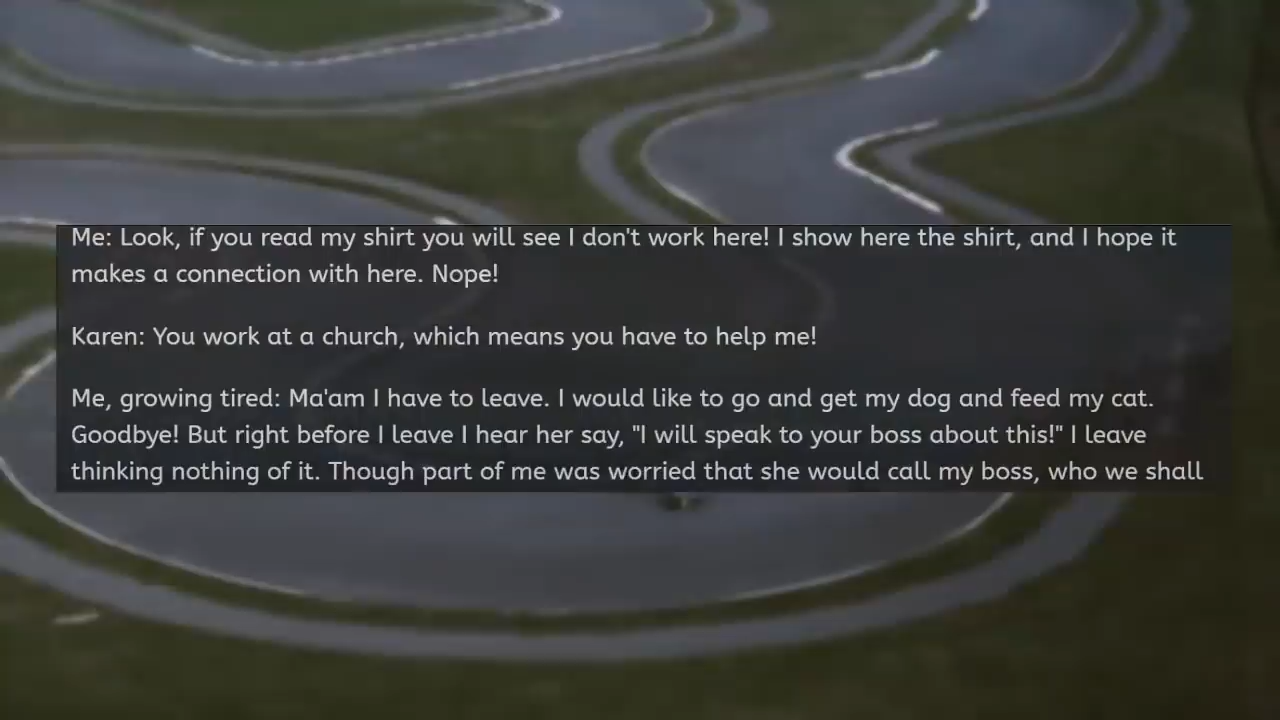 Me: Look, if you read my shirt you will see I don't work here! I show here the shirt, and I hope it
makes a connection with here. Nope!
Karen: You work at a church, which means you have to help me!
Me, growing tired: Ma'am I have to leave. I would like to go and get my dog and feed my cat.
Goodbye! But right before I leave I hear her say, "I will speak to your boss about this!" I leave
thinking nothing of it. Though part of me was worried that she would call my boss, who we shall